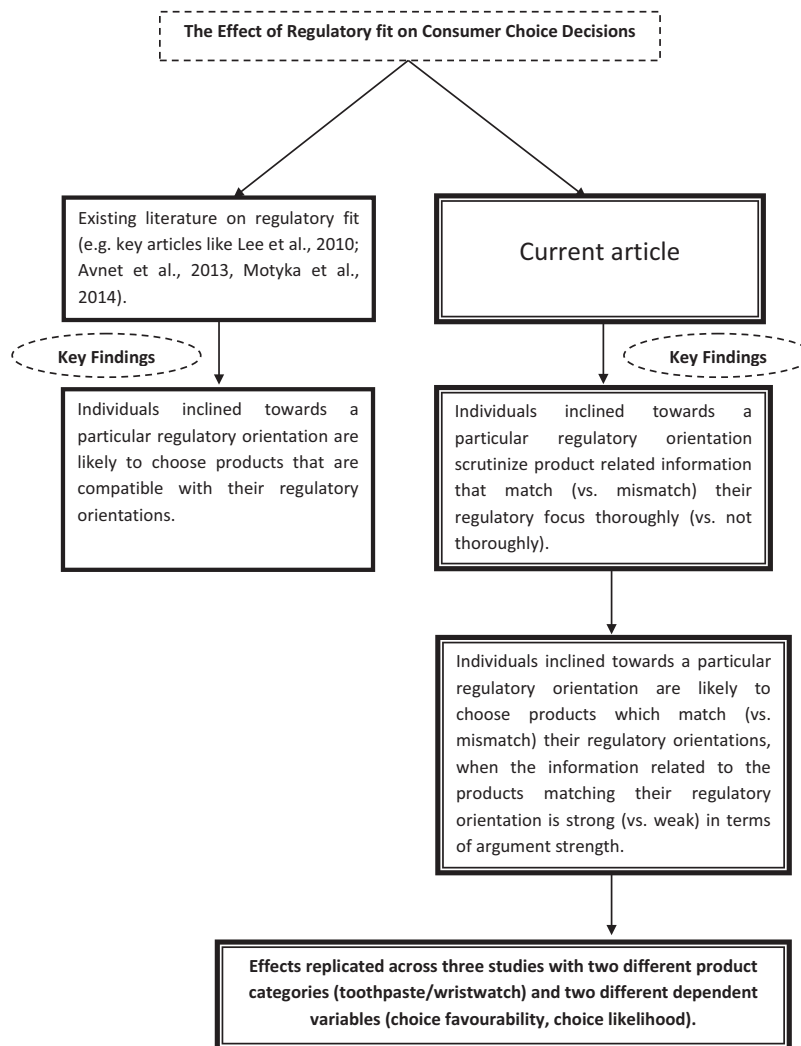 The Effect of Regulatory fit on Consumer Choice Decisions
Existing literature on regulatory fit
(e.g. key articles like Lee et al., 2010;
Avnet et al., 2013, Motyka et al.,
2014).
Current article
Key Findings
Key Findings
Individuals inclined towards a
particular regulatory orientation are
likely to choose products that are
compatible with their regulatory
orientations.
Individuals inclined towards a
particular regulatory orientation
scrutinize product related information
that match (vs. mismatch) their
regulatory focus thoroughly (vs. not
thoroughly).
Individuals inclined towards a particular
regulatory orientation are likely to
choose products which match (vs.
mismatch) their regulatory orientations,
when the information related to the
products matching their regulatory
orientation is strong (vs. weak) in terms
of argument strength.
Effects replicated across three studies with two different product
categories (toothpaste/wristwatch) and two different dependent
variables (choice favourability, choice likelihood).